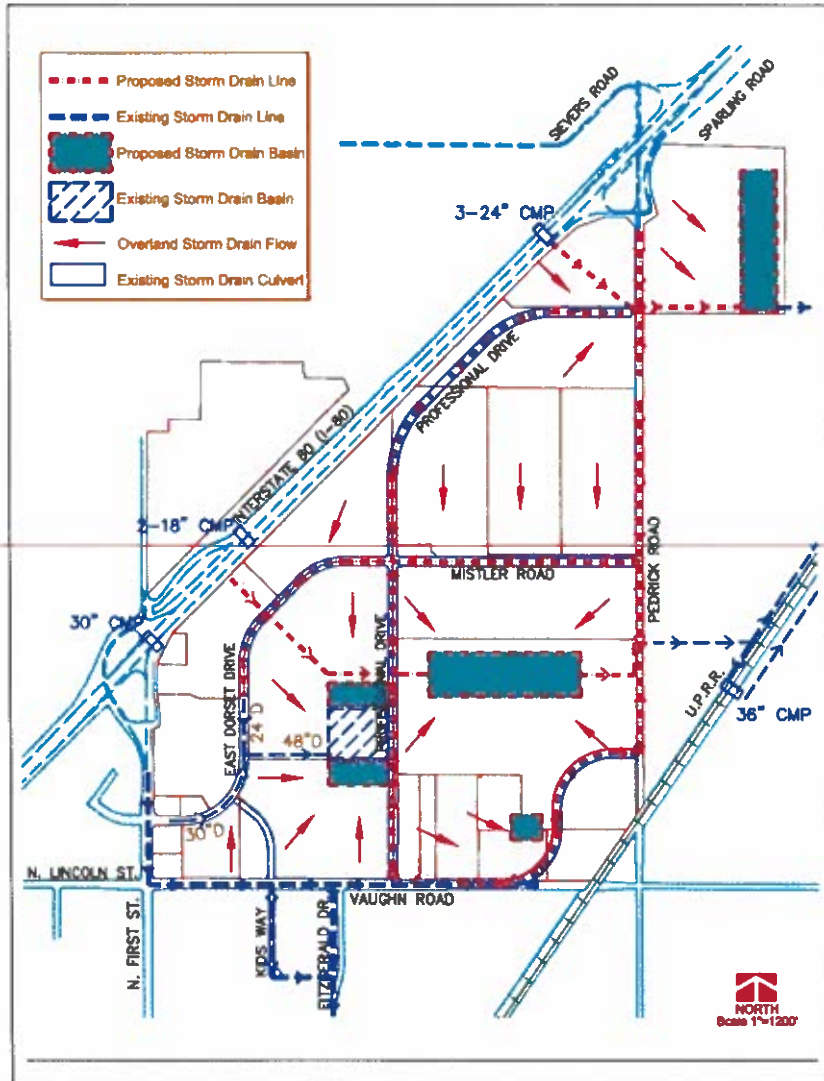 Proposed Storm Drain Line
Existing Storm Drain Line
Proposed Storm Drain Basin
Existing Storm Drain Basin
Overland Storm Drain Flow
Existing Storm Drain Culvert
SIEVERS ROAD
SPARLING ROAD
3-24" CMP
PROFESSIONAL DRIVE
INTERSTATE 80 (I-80)
2-18" CMP
MISTLER ROAD
PEDRICK ROAD
30" CMP
EAST DORSET DRIVE
24"D
48"D
U.P.R.R.
36" CMP
30"D
N. LINCOLN ST.
VAUGHN ROAD
N. FIRST ST.
KIDS WAY
FITZGERALD DR
NORTH
Scale 1"=1200'